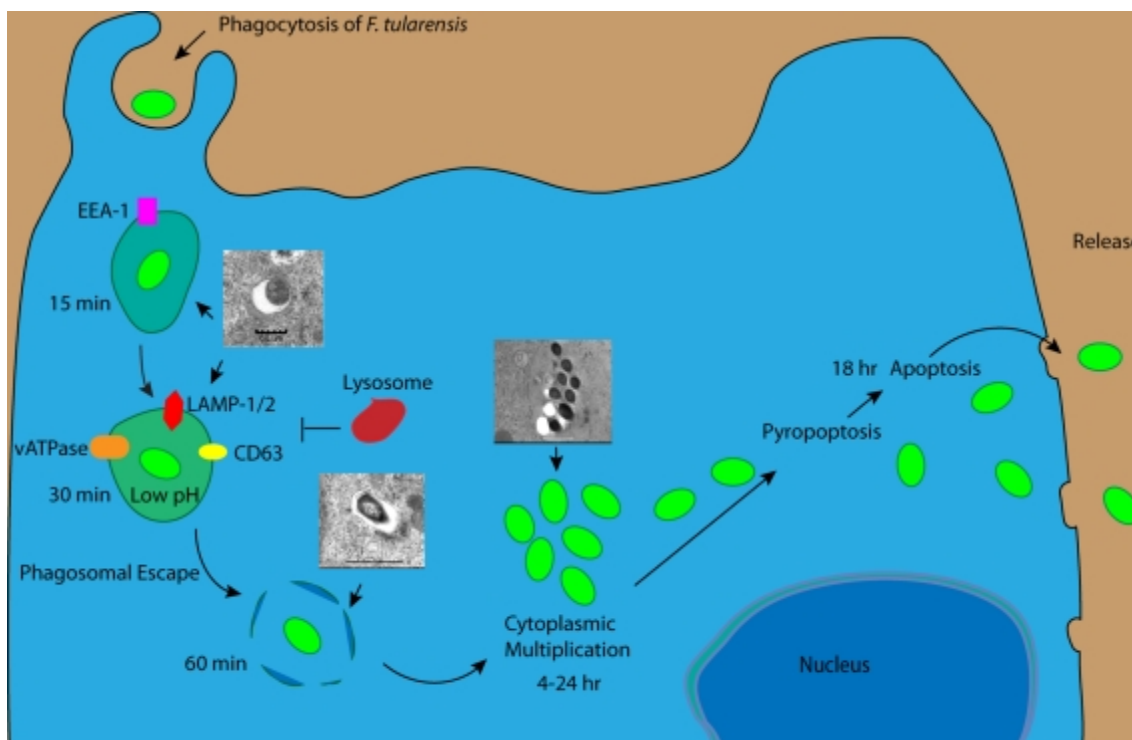 Phagocytosis of F. tularensis
EEA-1
15 min
Release
LAMP-1/2
Lysosome
vATPase
CD63
30 min
Low pH
Phagosomal Escape
60 min
Cytoplasmic
Multiplication
4-24 hr
Pyropoptosis
18 hr
Apoptosis
Nucleus